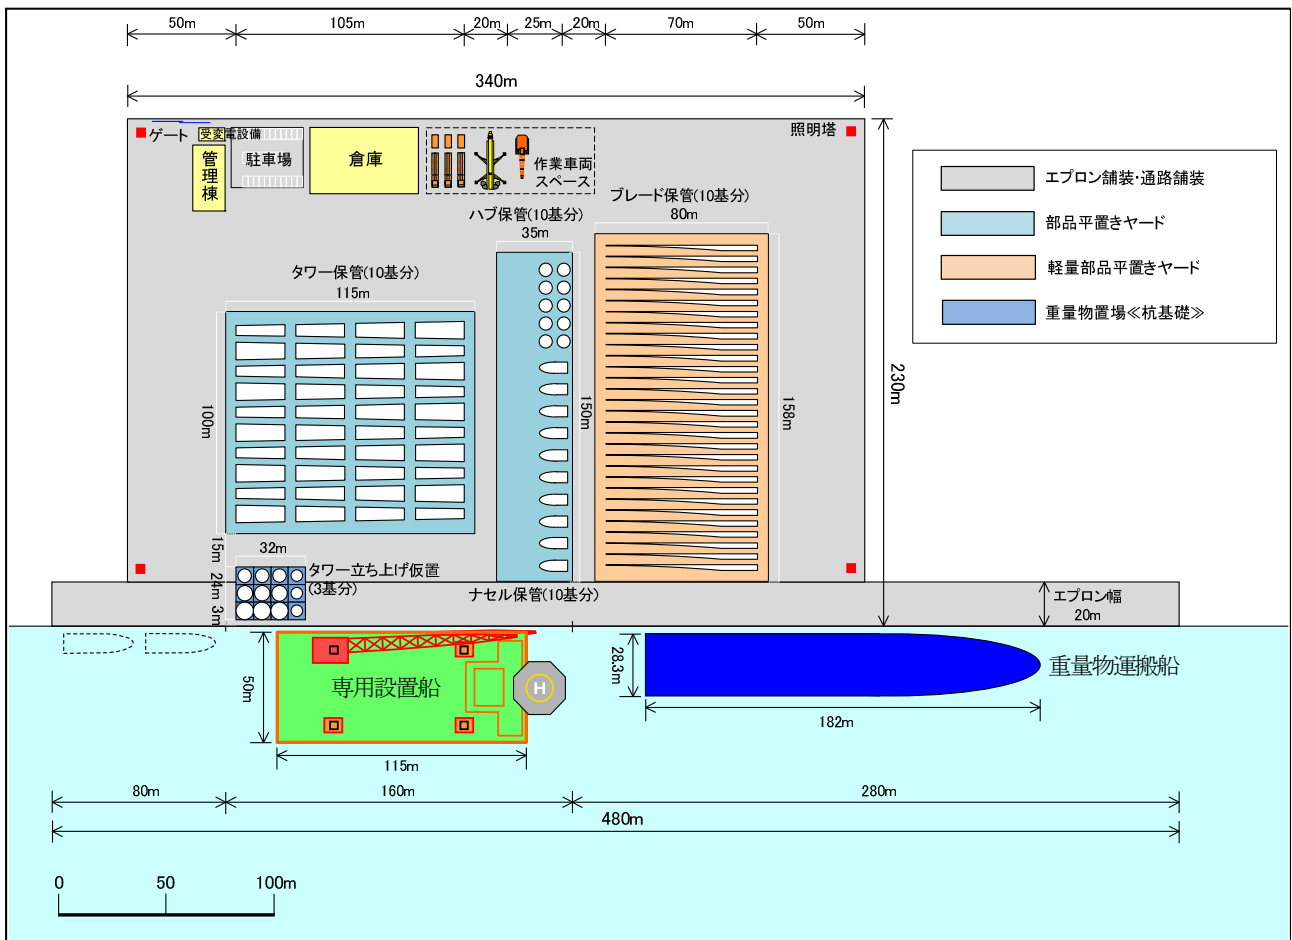 50m
105m
20m
25m
20m
70m
50m
340m
ゲート
受変電設備
管理棟
駐車場
倉庫
作業車両
スペース
照明塔
エプロン舗装・通路舗装
部品平置きヤード
軽量部品平置きヤード
重量物置場≪杭基礎≫
ブレード保管(10基分)
80m
ハブ保管(10基分)
35m
タワー保管(10基分)
115m
100m
150m
158m
230m
15m
24m
3m
32m
タワー立ち上げ仮置
(3基分)
ナセル保管(10基分)
エプロン幅
20m
専用設置船
H
50m
115m
28.3m
重量物運搬船
182m
80m
160m
280m
480m
0
50
100m